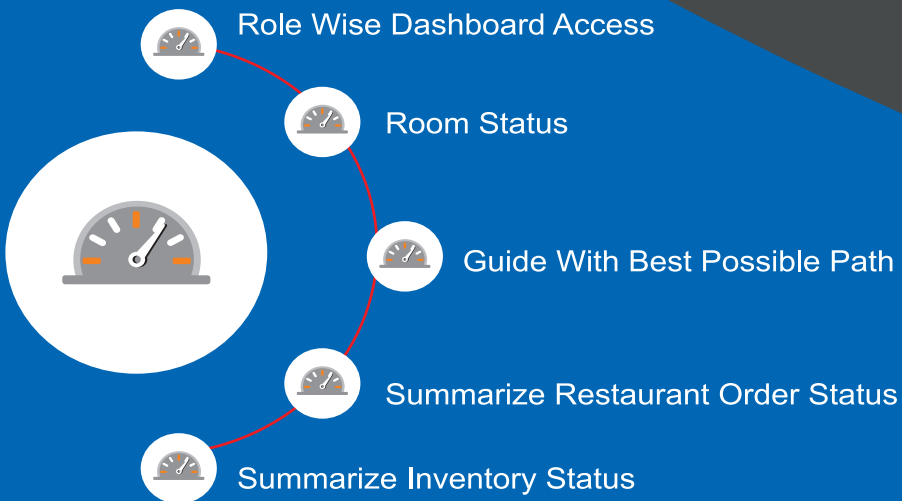 Role Wise Dashboard Access
Room Status
Guide With Best Possible Path
Summarize Restaurant Order Status
Summarize Inventory Status